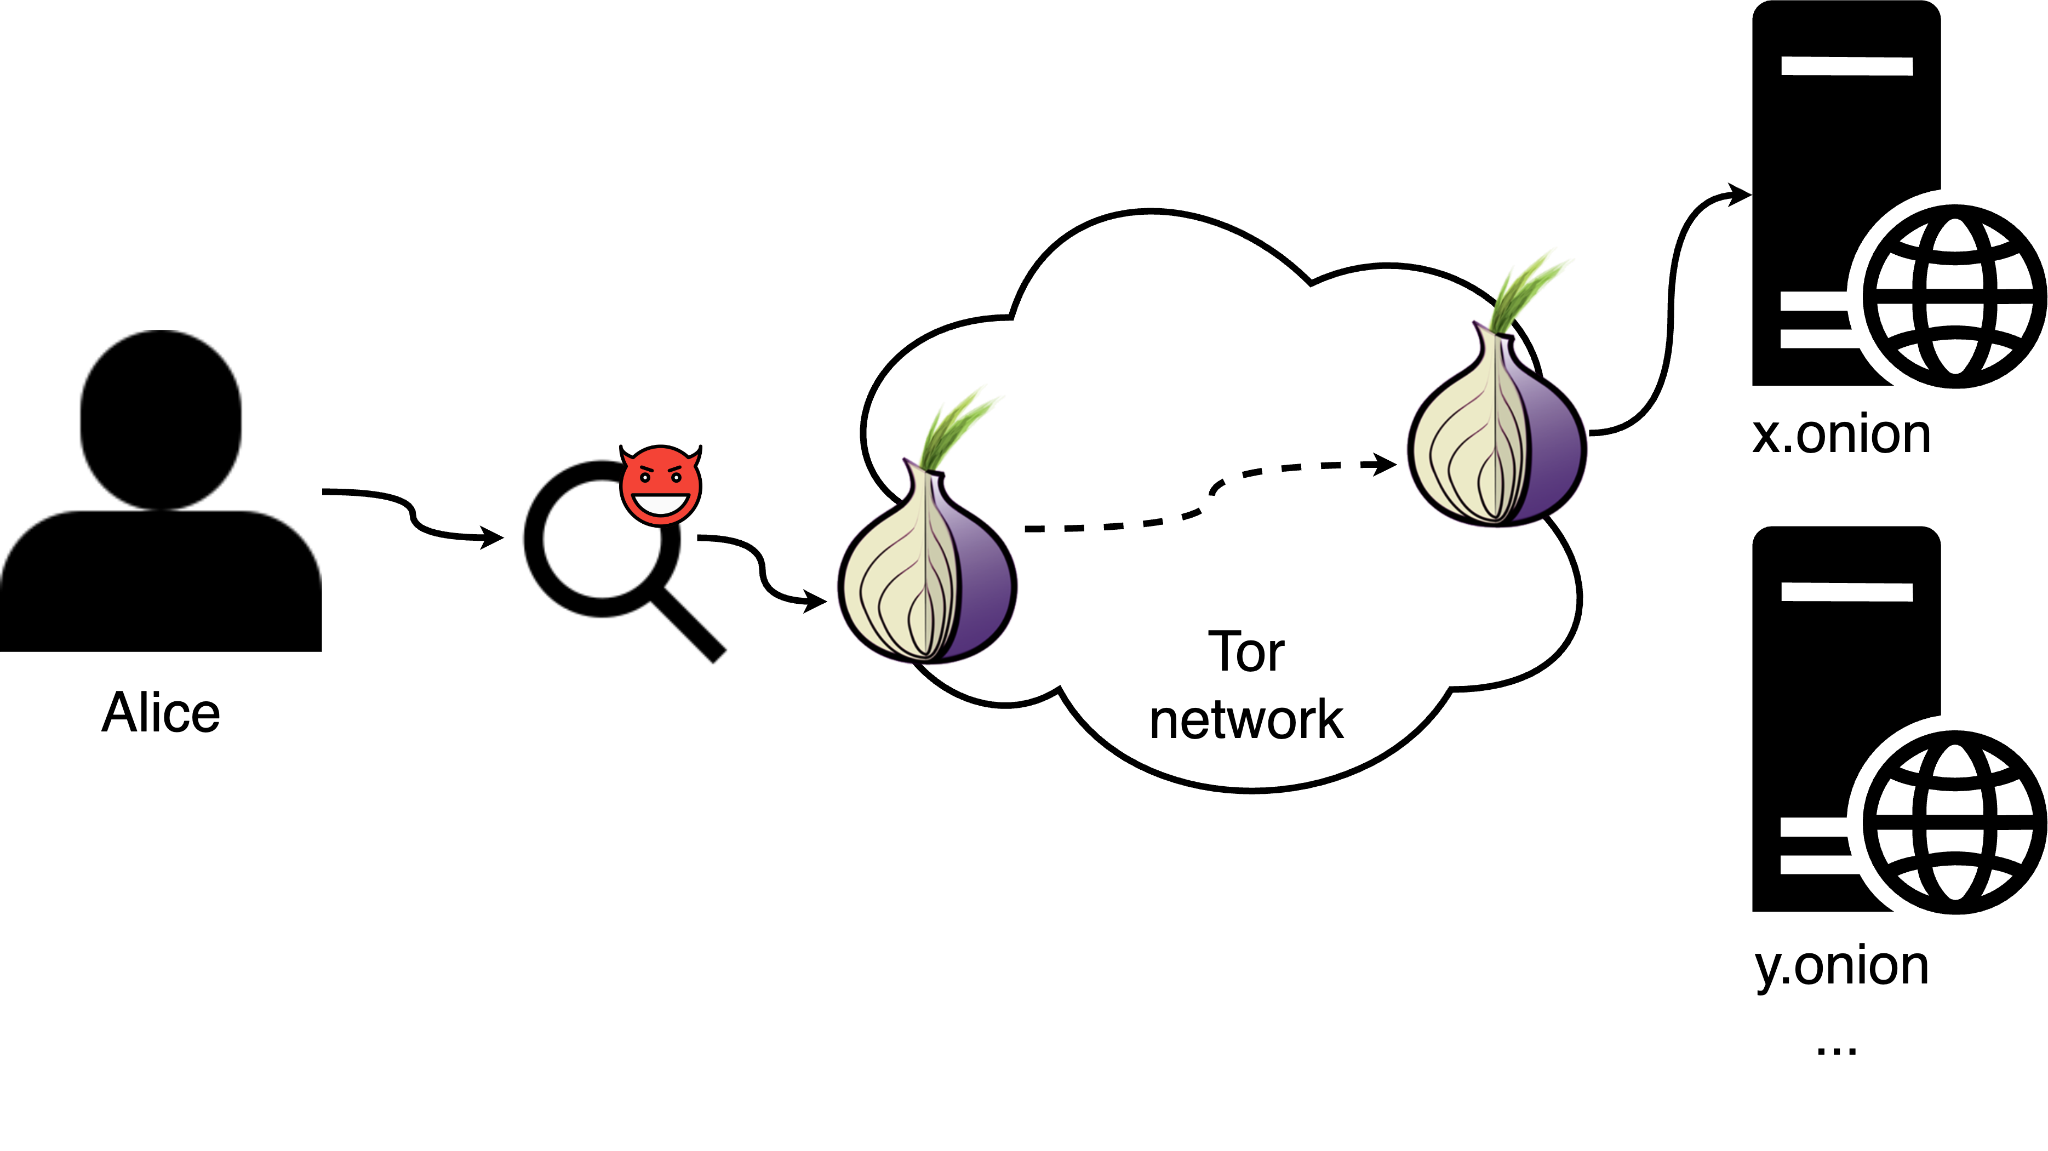 Alice
Tor
network
x.onion
y.onion
...